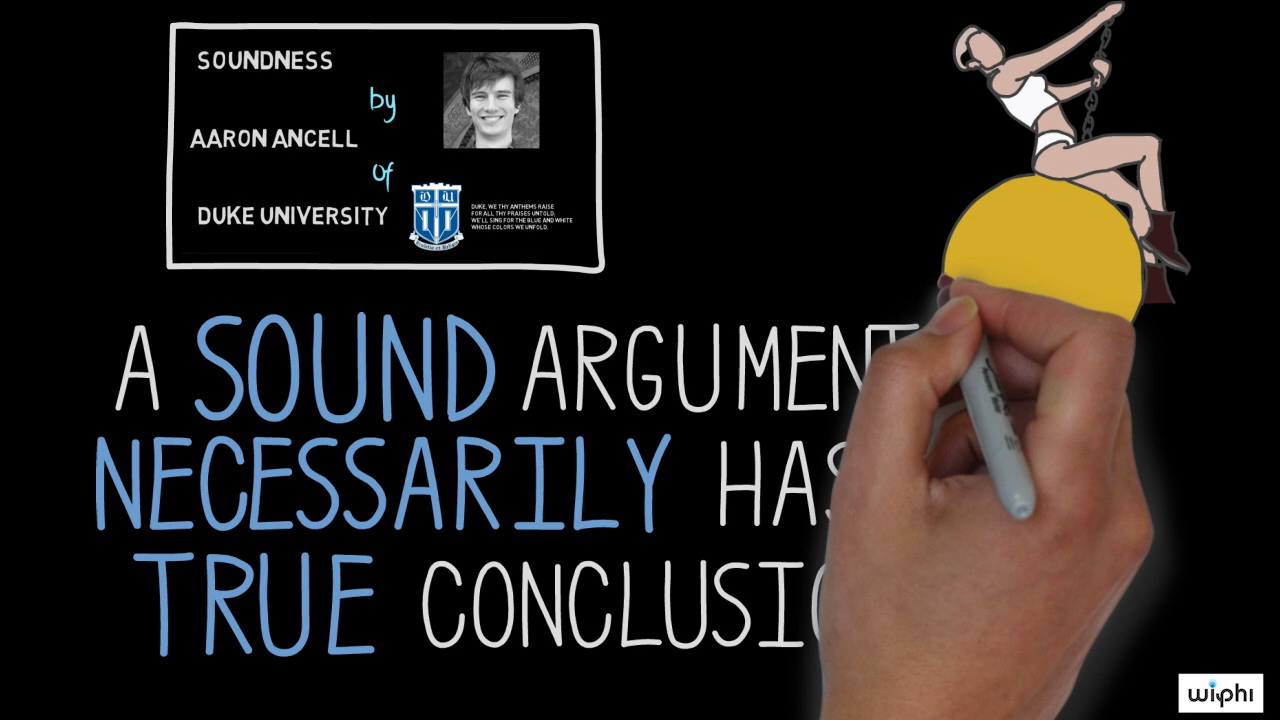 SOUNDNESS
by
AARON ANCELL
of
DUKE UNIVERSITY
DUKE, WE THY ANTHEMS RAISE
FOR ALL THY PRAISES UNTOLD,
WE'LL SING FOR THE BLUE AND WHITE
WHOSE COLORS WE UNFOLD.
A SOUND ARGUMENT
NECESSARILY HAS
TRUE CONCLUSIO
wiphi